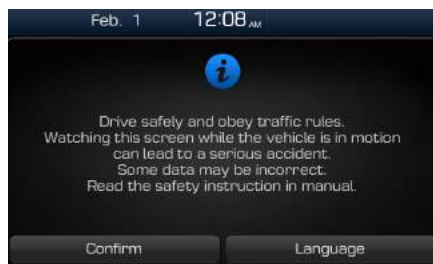 Feb. 1 12:08 AM
i
Drive safely and obey traffic rules.
Watching this screen while the vehicle is in motion
can lead to a serious accident.
Some data may be incorrect.
Read the safety instruction in manual.
Confirm Language